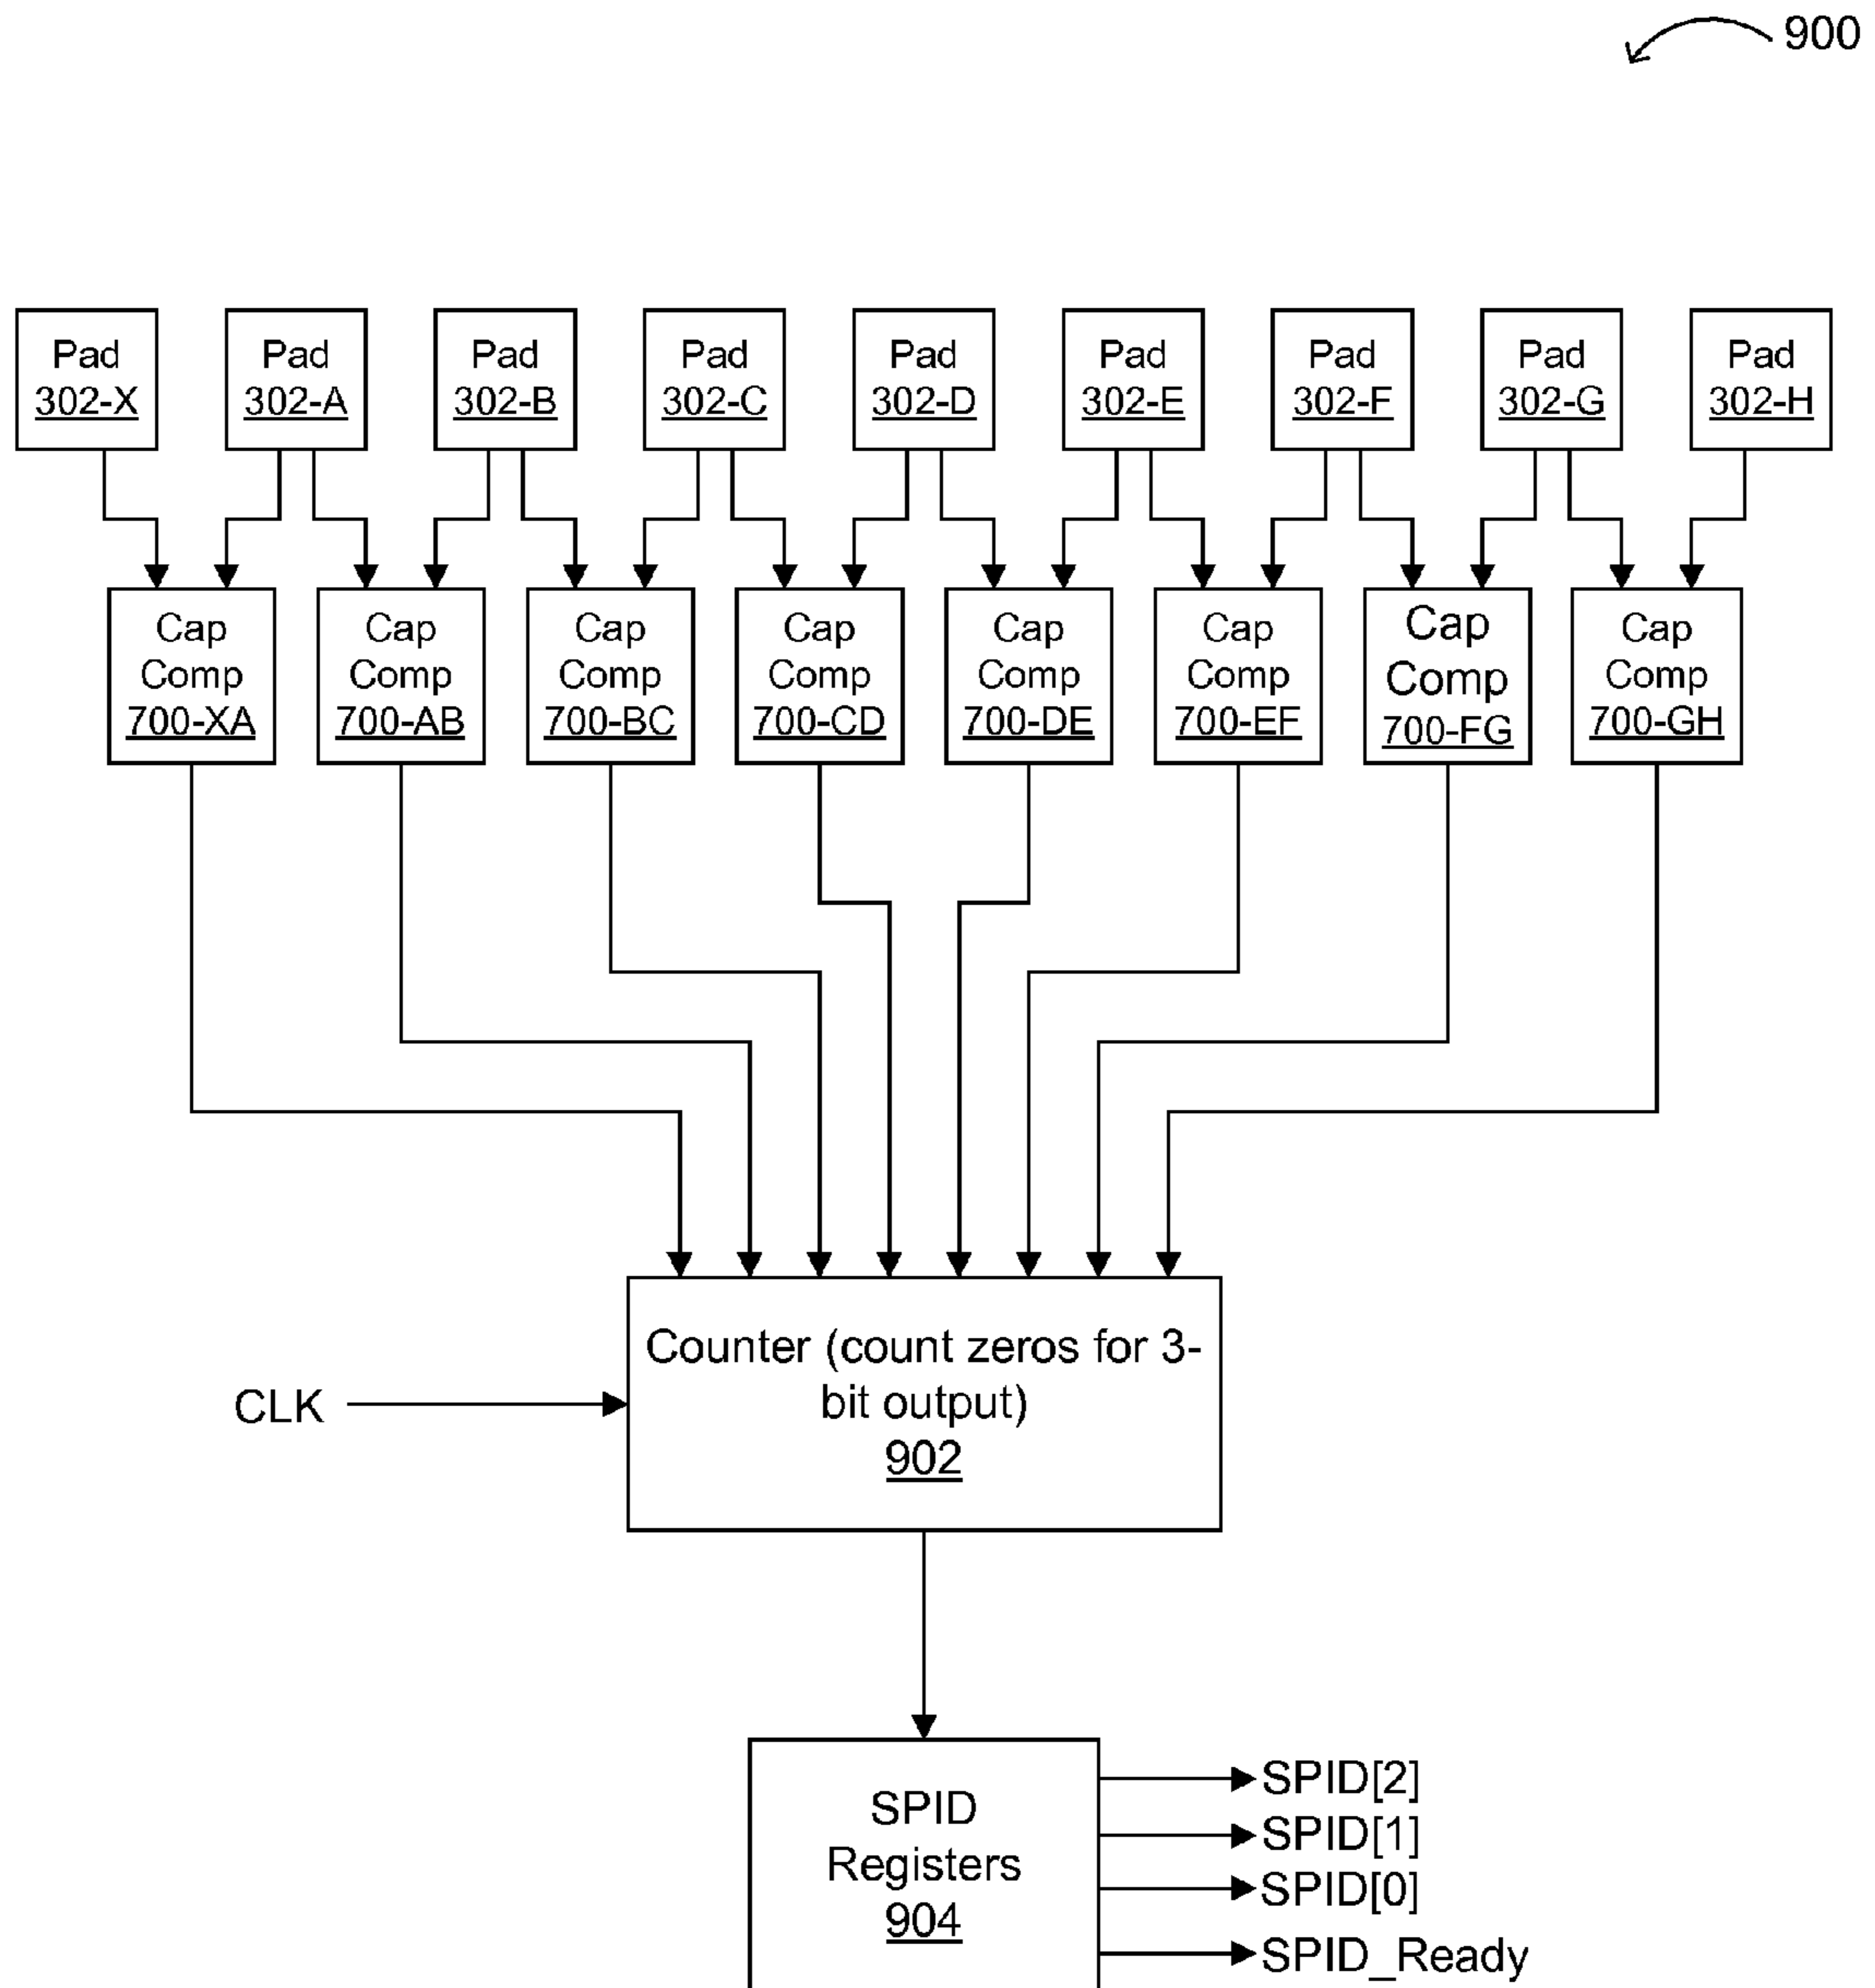 900
Pad
302-X
Pad
302-A
Pad
302-B
Pad
302-C
Pad
302-D
Pad
302-E
Pad
302-F
Pad
302-G
Pad
302-H
Cap
Comp
700-XA
Cap
Comp
700-AB
Cap
Comp
700-BC
Cap
Comp
700-CD
Cap
Comp
700-DE
Cap
Comp
700-EF
Cap
Comp
700-FG
Cap
Comp
700-GH
Counter (count zeros for 3-
bit output)
902
CLK
SPID
Registers
904
SPID[2]
SPID[1]
SPID[0]
SPID_Ready